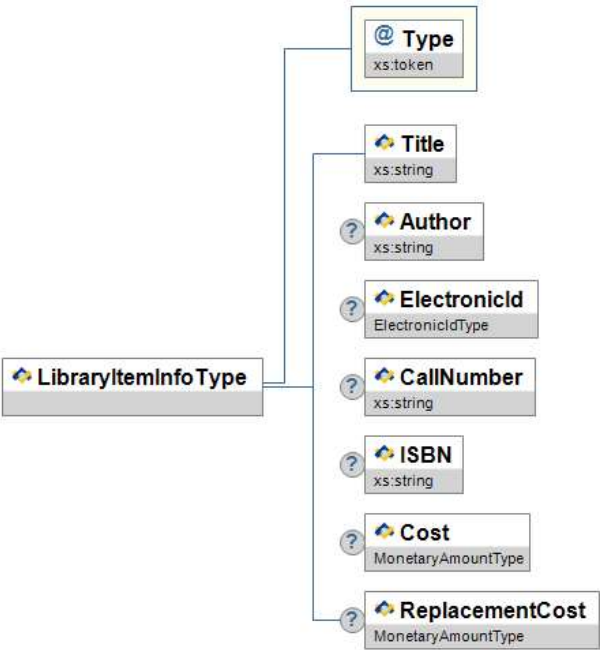 @ Type
xs:token
Title
xs:string
? Author
xs:string
? ElectronicId
ElectronicIdType
LibraryItemInfoType
? CallNumber
xs:string
? ISBN
xs:string
? Cost
MonetaryAmountType
? ReplacementCost
MonetaryAmountType